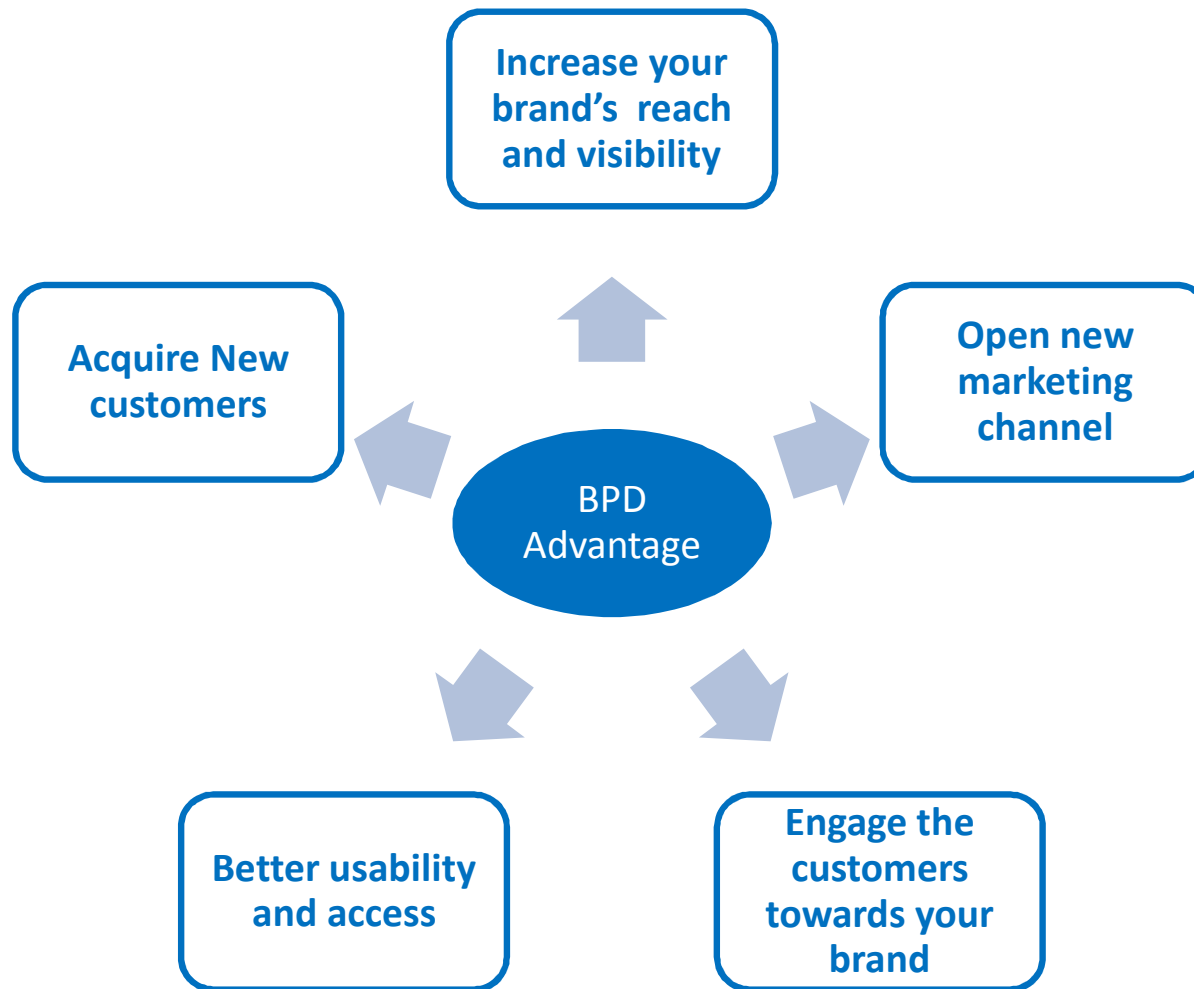 Increase your
brand’s  reach
and visibility
Acquire New
customers
Open new
marketing
channel
BPD
Advantage
Better usability
and access
Engage the
customers
towards your
brand